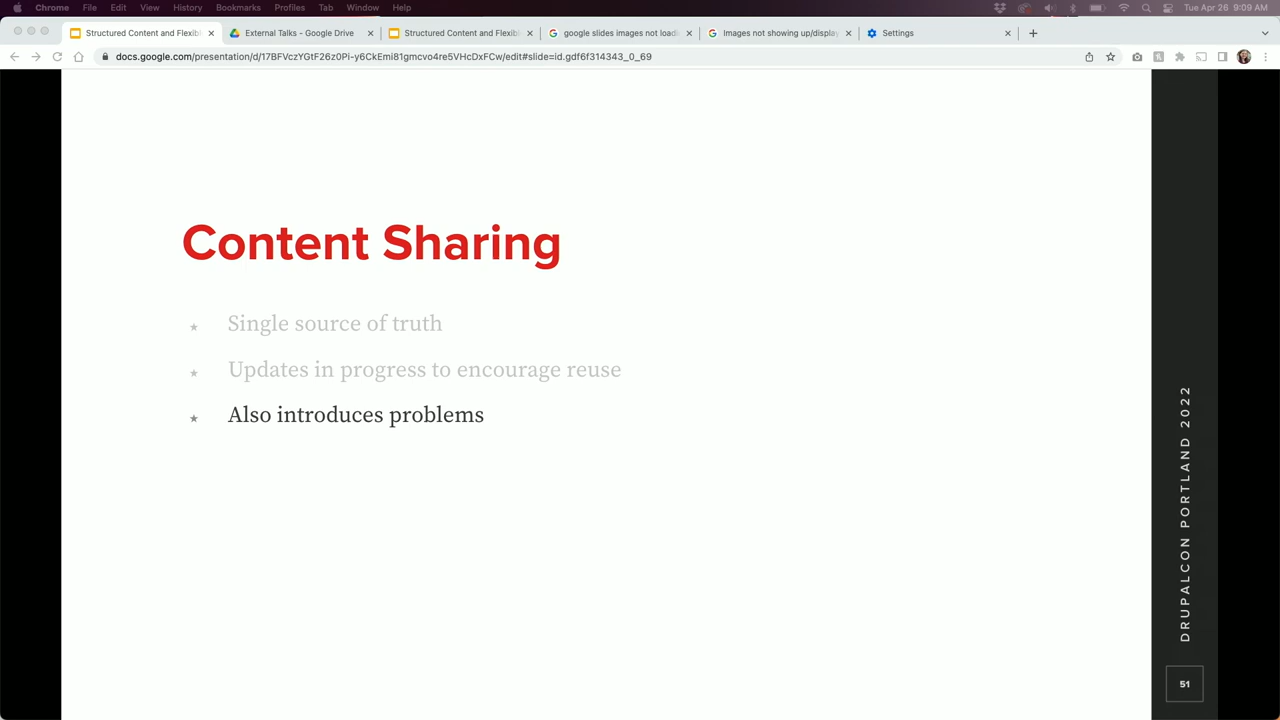 Chrome File Edit View History Bookmarks Profiles Tab Window Help Tue Apr 26 9:09 AM
Structured Content and Flexib External Talks - Google Drive Structured Content and Flexib google slides images not loadi Images not showing up/display Settings
docs.google.com/presentation/d/17BFVczYGtF26z0Pi-y6CkEmi81gmcvo4re5VHcDxFCw/edit#slide=id.gdf6f314343_0_69
Content Sharing
Single source of truth
Updates in progress to encourage reuse
Also introduces problems
DRUPALCON PORTLAND 2022
51